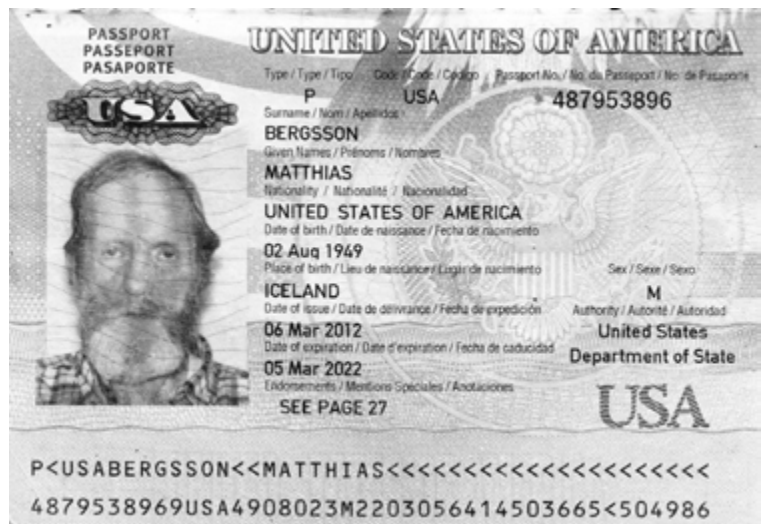 PASSPORT
PASSEPORT
PASAPORTE
UNITED STATES OF AMERICA
USA
Type / Type / Tipo Code / Code / Código Passport No. / No. du Passeport / No. de Pasaporte
P USA 487953896
Surname / Nom / Apellidos
BERGSSON
Given Names / Prénoms / Nombres
MATTHIAS
Nationality / Nationalité / Nacionalidad
UNITED STATES OF AMERICA
Date of birth / Date de naissance / Fecha de nacimiento
02 Aug 1949
Place of birth / Lieu de naissance / Lugar de nacimiento Sex / Sexe / Sexo
ICELAND M
Date of issue / Date de délivrance / Fecha de expedición Authority / Autorité / Autoridad
06 Mar 2012 United States
Date of expiration / Date d'expiration / Fecha de caducidad Department of State
05 Mar 2022
Endorsements / Mentions Spéciales / Anotaciones
SEE PAGE 27 USA
P<USABERGSSON<<MATTHIAS<<<<<<<<<<<<<<<<<<<<<
4879538969USA4908023M2203056414503665<504986